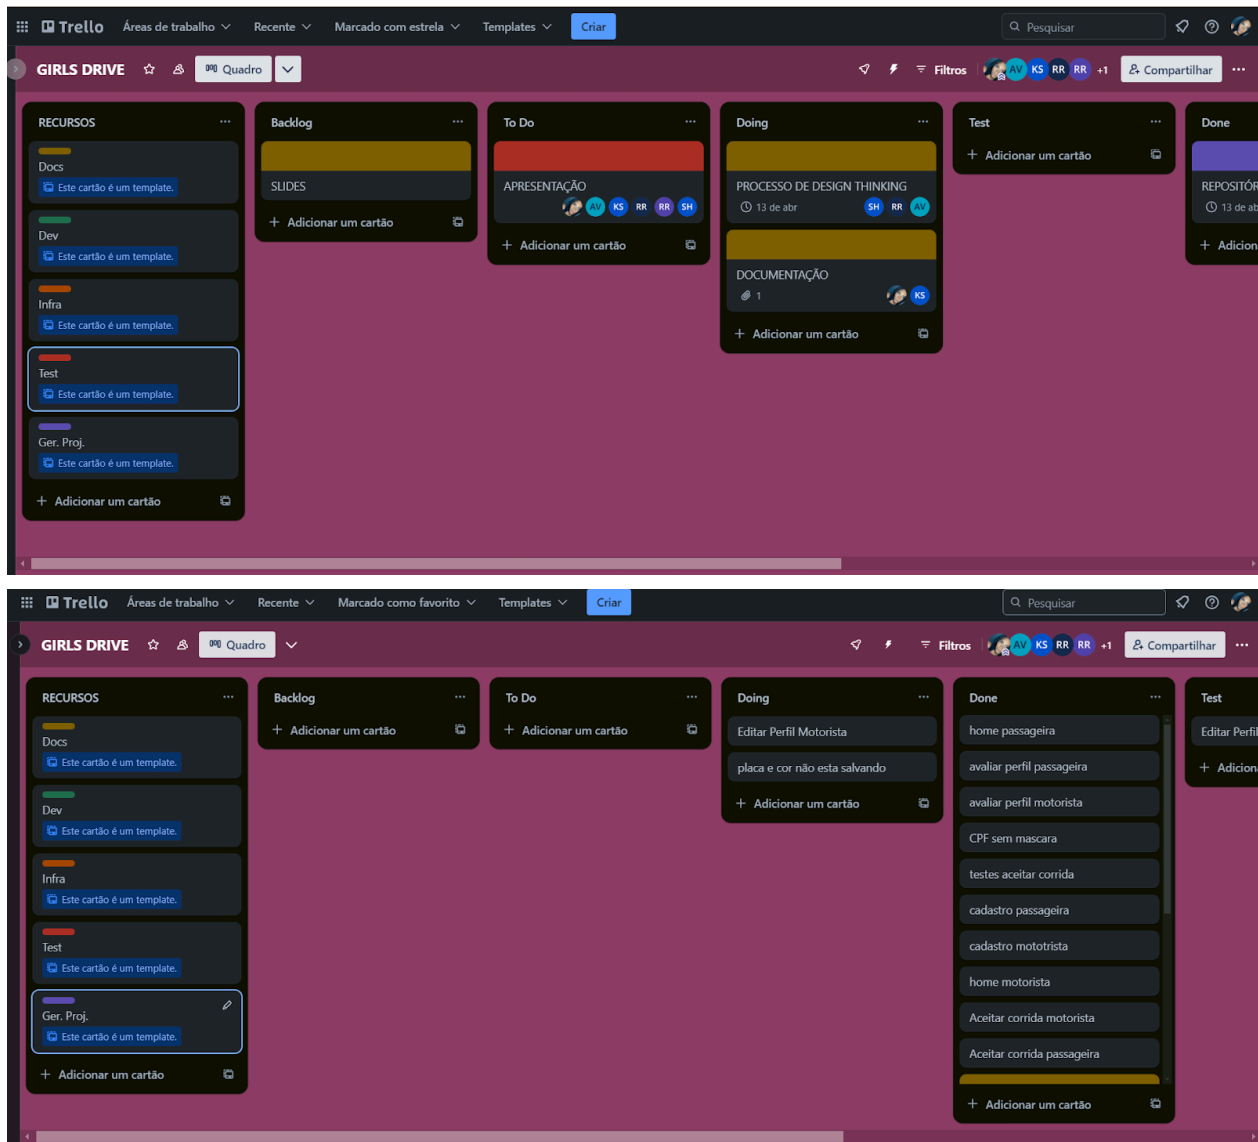 Trello Áreas de trabalho Recente Marcado com estrela Templates Criar Pesquisar
GIRLS DRIVE Quadro Filtros AV KS RR RR +1 Compartilhar
RECURSOS
Docs
Este cartão é um template.
Dev
Este cartão é um template.
Infra
Este cartão é um template.
Test
Este cartão é um template.
Ger. Proj.
Este cartão é um template.
+ Adicionar um cartão
Backlog
SLIDES
+ Adicionar um cartão
To Do
APRESENTAÇÃO
AV KS RR RR SH
+ Adicionar um cartão
Doing
PROCESSO DE DESIGN THINKING
13 de abr SH RR AV
DOCUMENTAÇÃO
1 KS
+ Adicionar um cartão
Test
+ Adicionar um cartão
Done
REPOSITÓR
13 de ab
+ Adicion
Trello Áreas de trabalho Recente Marcado como favorito Templates Criar Pesquisar
GIRLS DRIVE Quadro Filtros AV KS RR RR +1 Compartilhar
RECURSOS
Docs
Este cartão é um template.
Dev
Este cartão é um template.
Infra
Este cartão é um template.
Test
Este cartão é um template.
Ger. Proj.
Este cartão é um template.
+ Adicionar um cartão
Backlog
+ Adicionar um cartão
To Do
+ Adicionar um cartão
Doing
Editar Perfil Motorista
placa e cor não esta salvando
+ Adicionar um cartão
Done
home passageira
avaliar perfil passageira
avaliar perfil motorista
CPF sem mascara
testes aceitar corrida
cadastro passageira
cadastro mototrista
home motorista
Aceitar corrida motorista
Aceitar corrida passageira
+ Adicionar um cartão
Test
Editar Perfil
+ Adicion